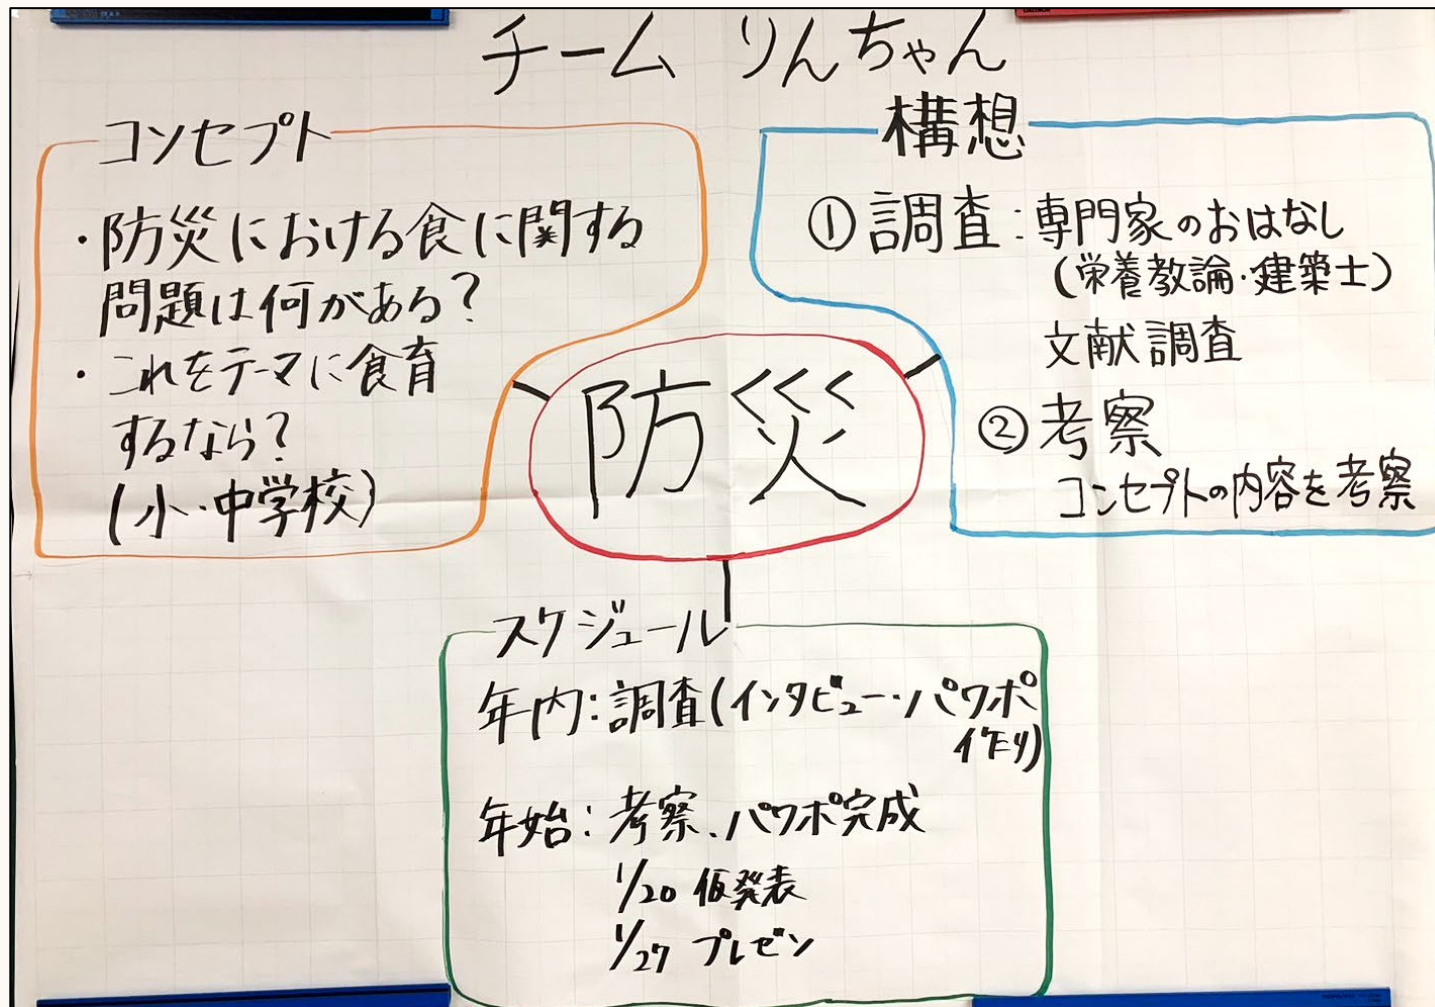 チーム りんちゃん
コンセプト
・防災における食に関する
問題は何がある?
・これをテーマに食育
するなら?
(小・中学校)
構想
①調査:専門家のおはなし
(栄養教論・建築士)
文献調査
②考察
コンセプトの内容を考察
防災
スケジュール
年内:調査(インタビュー・パワポ
作り)
年始:考察、パワポ完成
1/20 仮発表
1/27 プレゼン